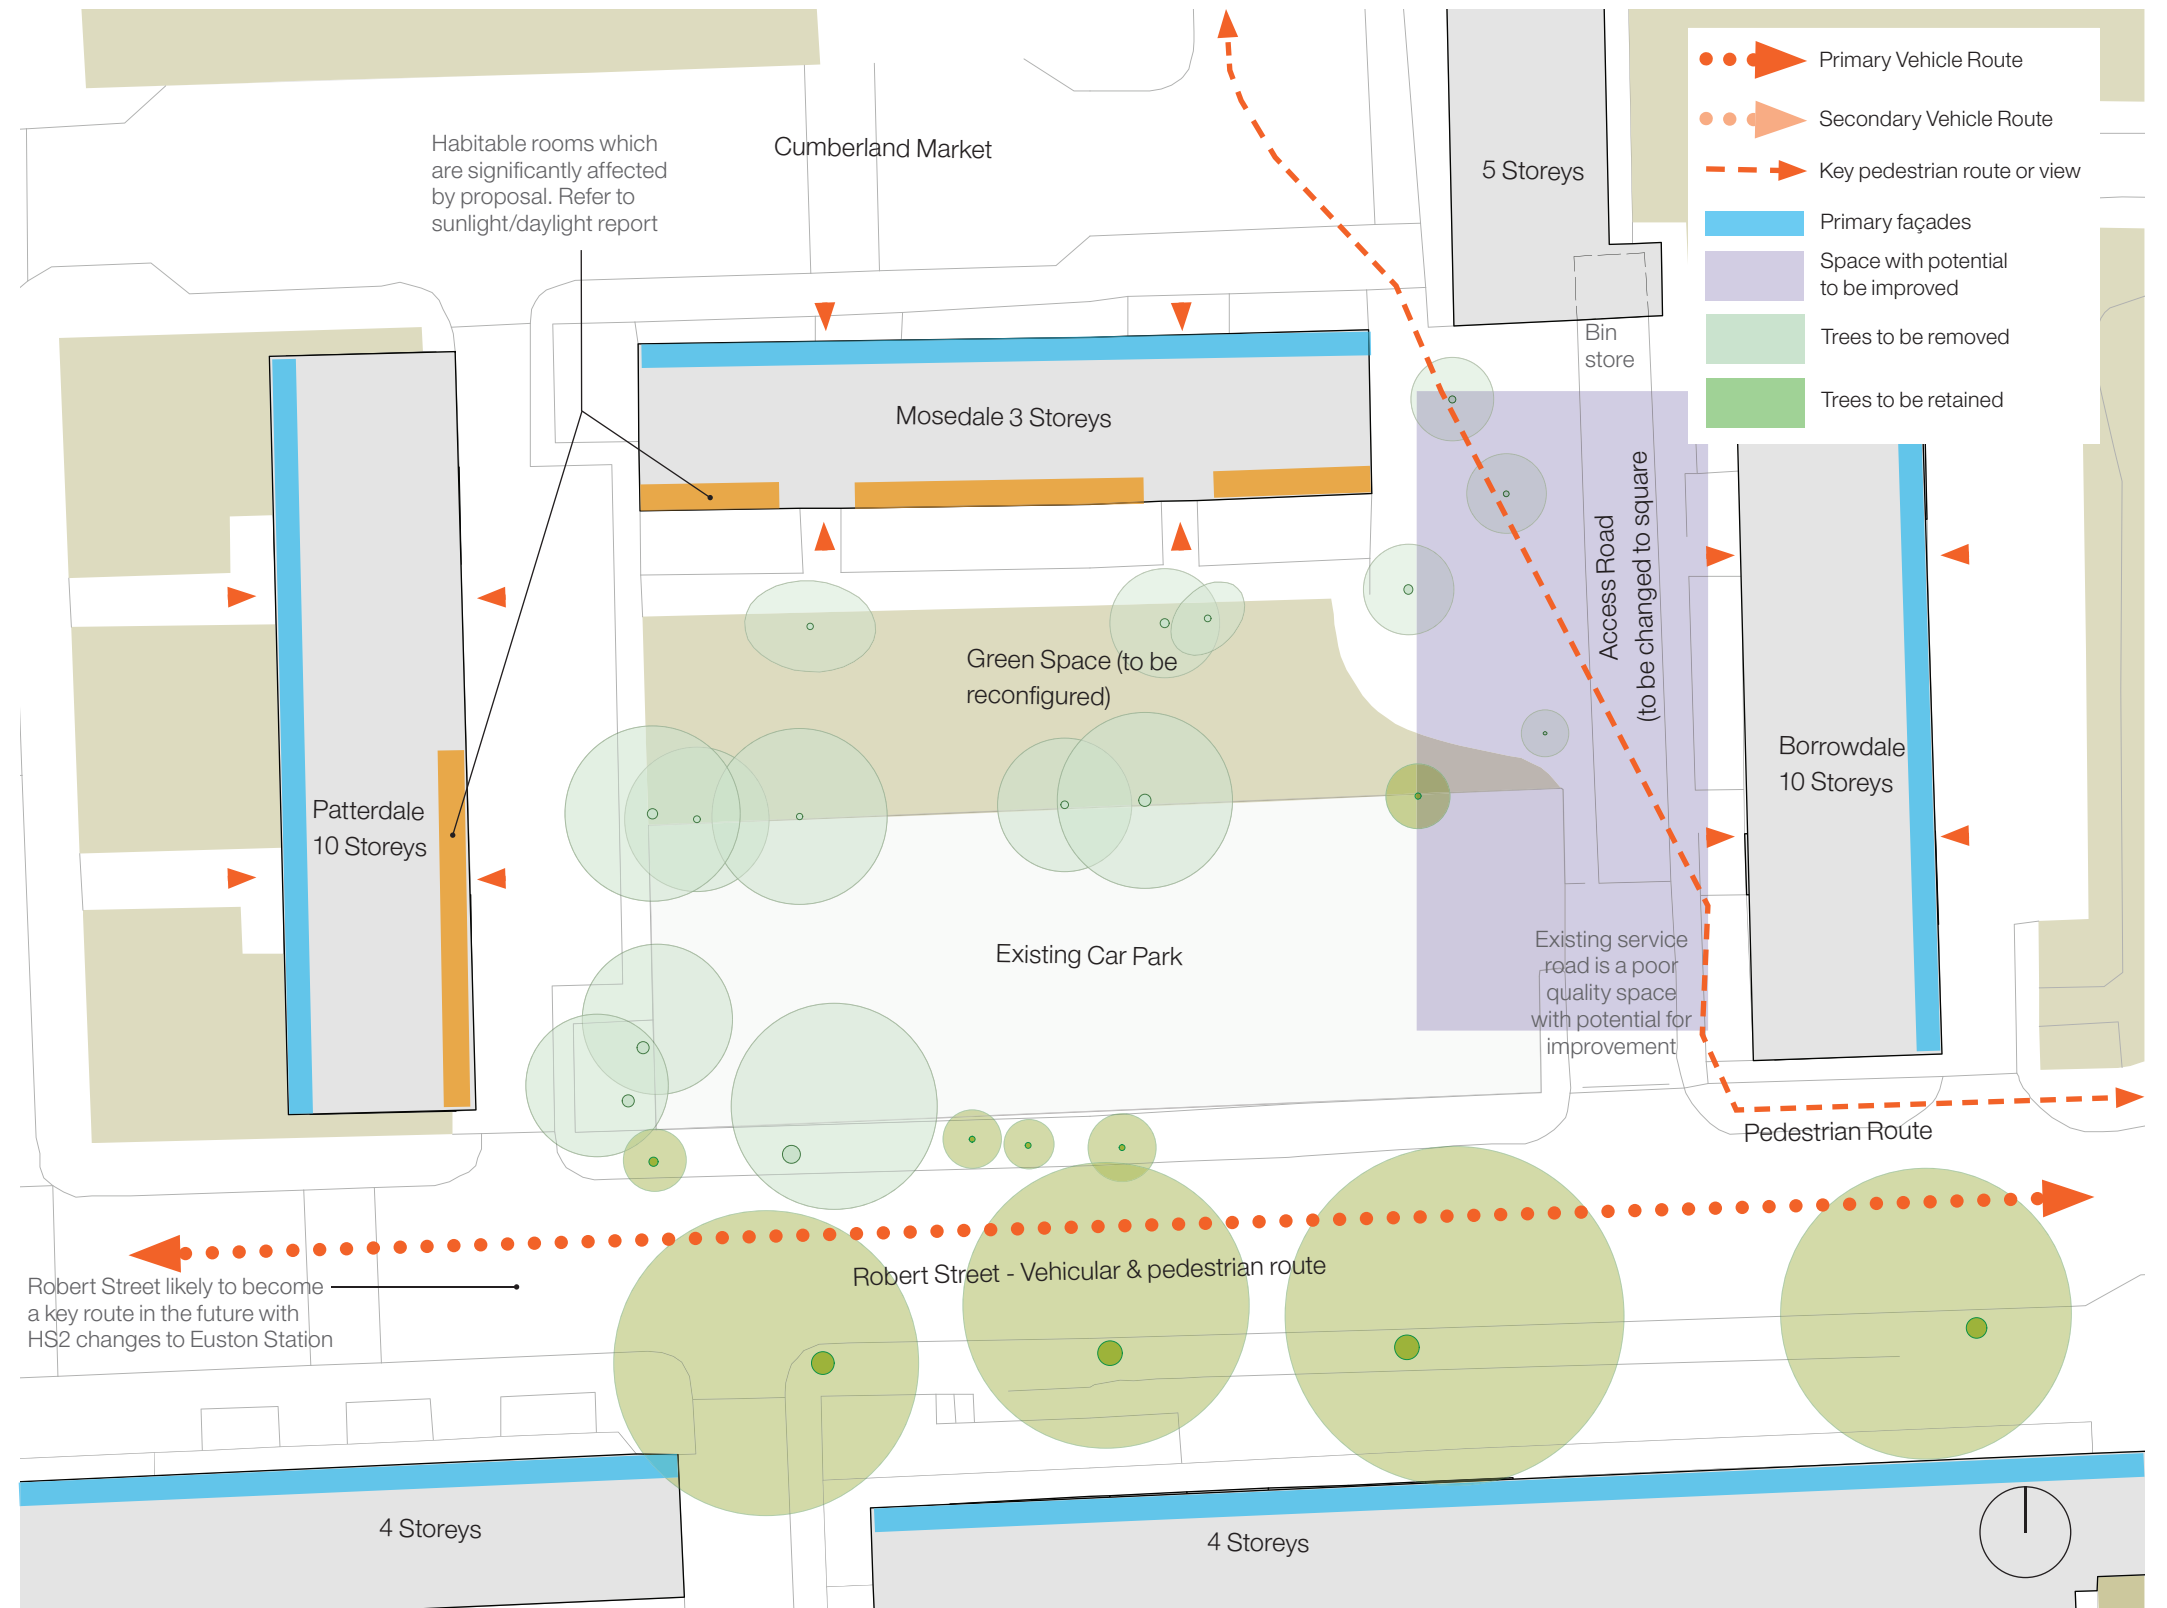 Primary Vehicle Route
Secondary Vehicle Route
Key pedestrian route or view
Primary façades
Space with potential
to be improved
Trees to be removed
Trees to be retained
Habitable rooms which
are significantly affected
by proposal. Refer to
sunlight/daylight report
Cumberland Market
5 Storeys
Bin
store
Mosedale 3 Storeys
Access Road
(to be changed to square
Green Space (to be
reconfigured)
Borrowdale
10 Storeys
Patterdale
10 Storeys
Existing Car Park
Existing service
road is a poor
quality space
with potential for
improvement
Pedestrian Route
Robert Street - Vehicular & pedestrian route
Robert Street likely to become
a key route in the future with
HS2 changes to Euston Station
4 Storeys
4 Storeys